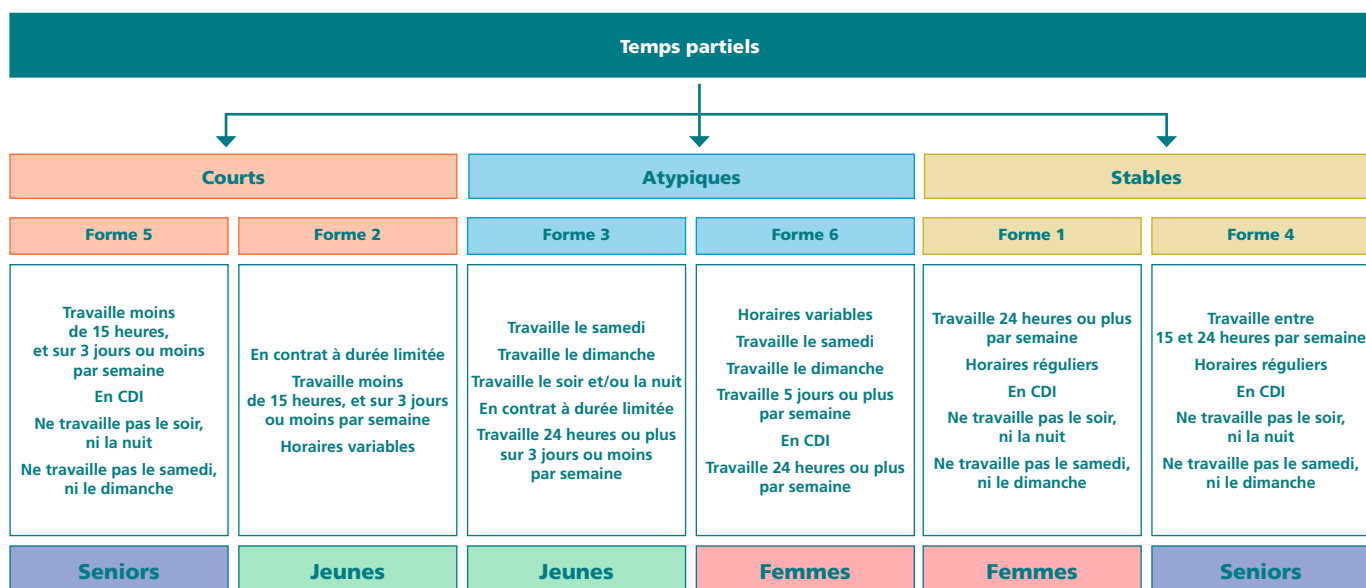 Temps partiels
Courts
Atypiques
Stables
Forme 5
Forme 2
Forme 3
Forme 6
Forme 1
Forme 4
Travaille moins
de 15 heures,
et sur 3 jours ou moins
par semaine
En CDI
Ne travaille pas le soir,
ni la nuit
Ne travaille pas le samedi,
ni le dimanche
En contrat à durée limitée
Travaille moins
de 15 heures, et sur 3 jours
ou moins par semaine
Horaires variables
Travaille le samedi
Travaille le dimanche
Travaille le soir et/ou la nuit
En contrat à durée limitée
Travaille 24 heures ou plus
sur 3 jours ou moins
par semaine
Horaires variables
Travaille le samedi
Travaille le dimanche
Travaille 5 jours ou plus
par semaine
En CDI
Travaille 24 heures ou plus
par semaine
Travaille 24 heures ou plus
par semaine
Horaires réguliers
En CDI
Ne travaille pas le soir,
ni la nuit
Ne travaille pas le samedi,
ni le dimanche
Travaille entre
15 et 24 heures par semaine
Horaires réguliers
En CDI
Ne travaille pas le soir,
ni la nuit
Ne travaille pas le samedi,
ni le dimanche
Seniors
Jeunes
Jeunes
Femmes
Femmes
Seniors